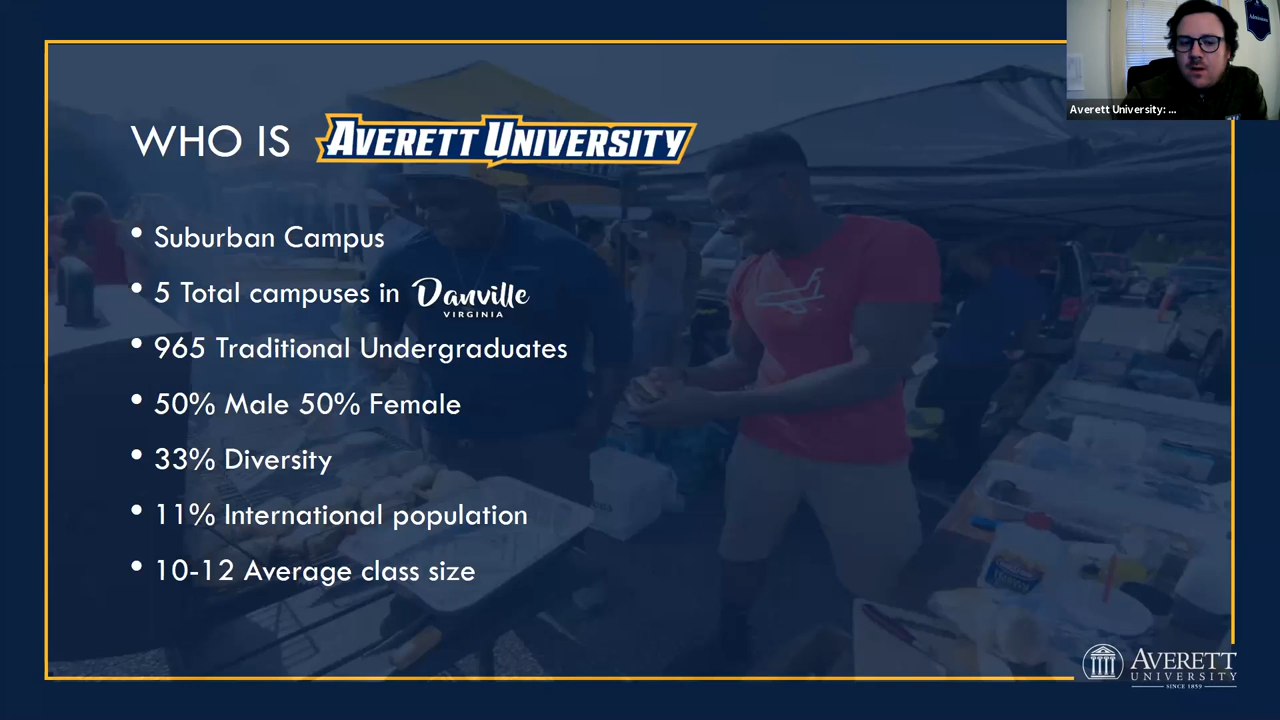 Admissions
Averett University: ...
WHO IS AVERETT UNIVERSITY
• Suburban Campus
• 5 Total campuses in Danville
VIRGINIA
• 965 Traditional Undergraduates
• 50% Male 50% Female
• 33% Diversity
• 11% International population
• 10-12 Average class size
AVERETT
UNIVERSITY
SINCE 1859